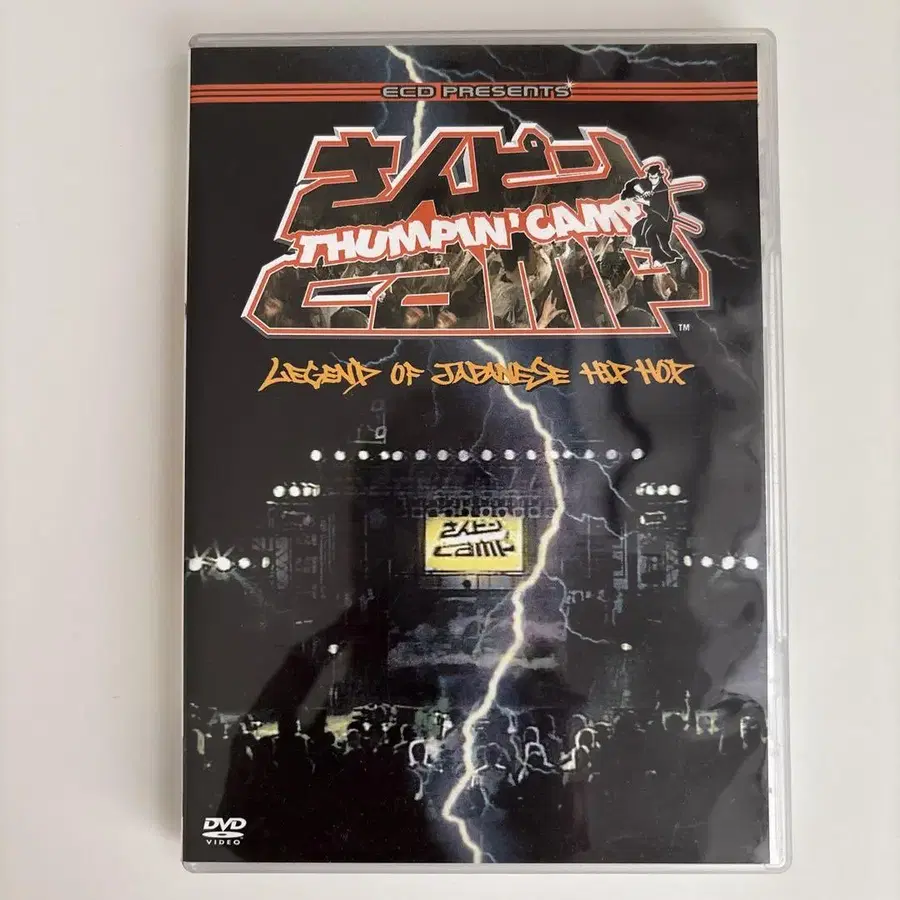 ECD PRESENTS
さんピン
THUMPIN' CAMP
CAMP
TM
LEGEND OF JAPANESE HIP HOP
さんピン
CAMP
DVD
VIDEO